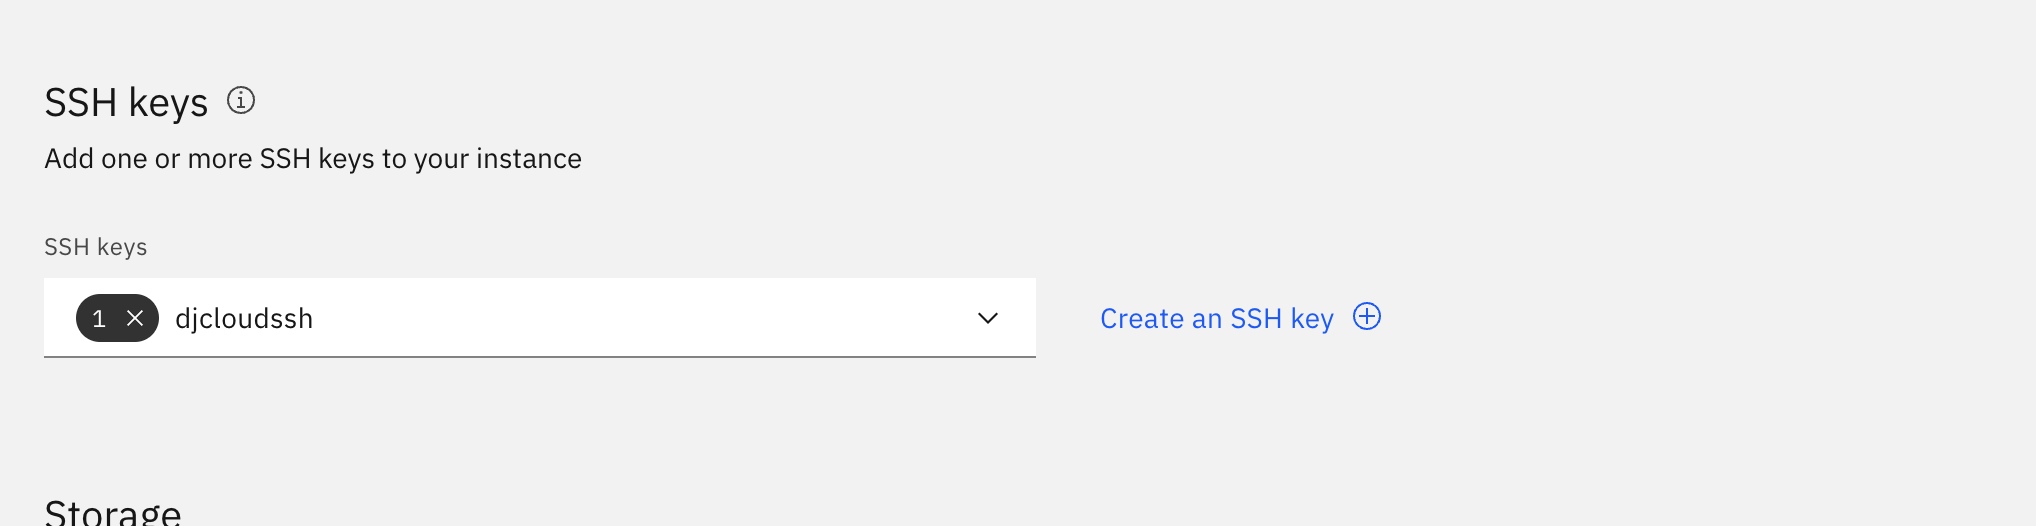 SSH keys
Add one or more SSH keys to your instance
SSH keys
1 djcloudssh
Create an SSH key
Storage